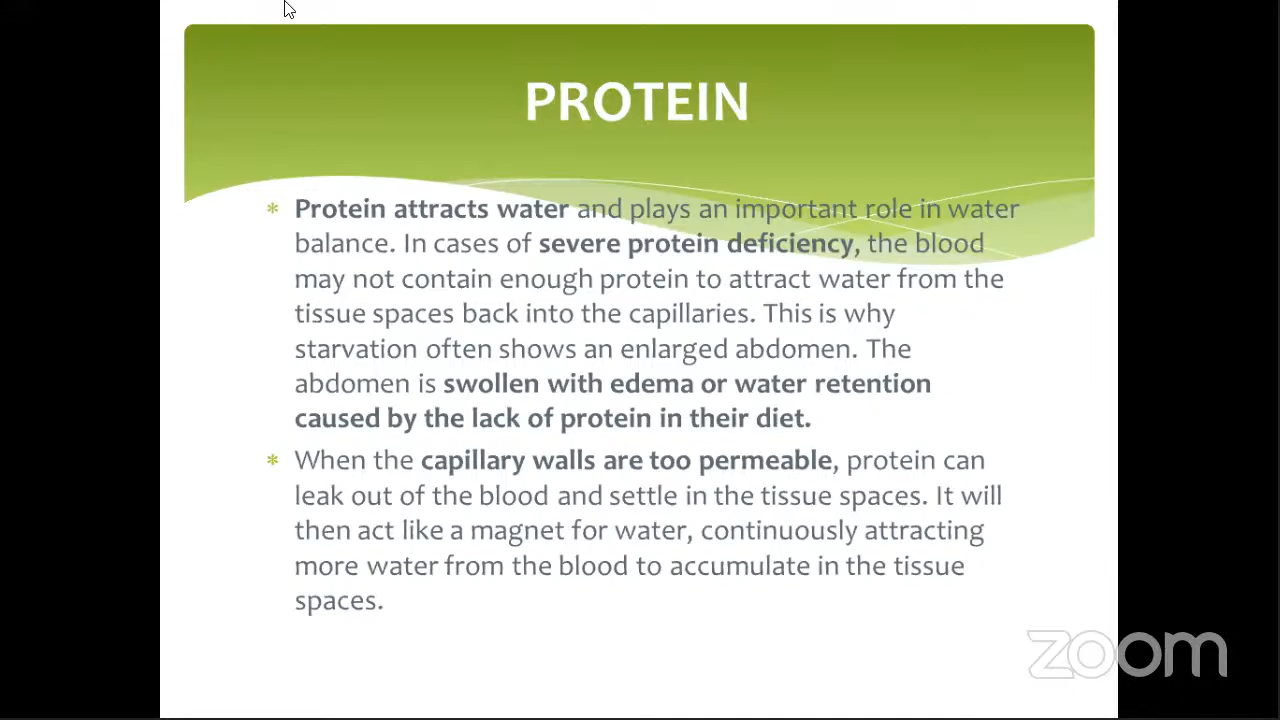 PROTEIN
* Protein attracts water and plays an important role in water
balance. In cases of severe protein deficiency, the blood
may not contain enough protein to attract water from the
tissue spaces back into the capillaries. This is why
starvation often shows an enlarged abdomen. The
abdomen is swollen with edema or water retention
caused by the lack of protein in their diet.
* When the capillary walls are too permeable, protein can
leak out of the blood and settle in the tissue spaces. It will
then act like a magnet for water, continuously attracting
more water from the blood to accumulate in the tissue
spaces.
zoom